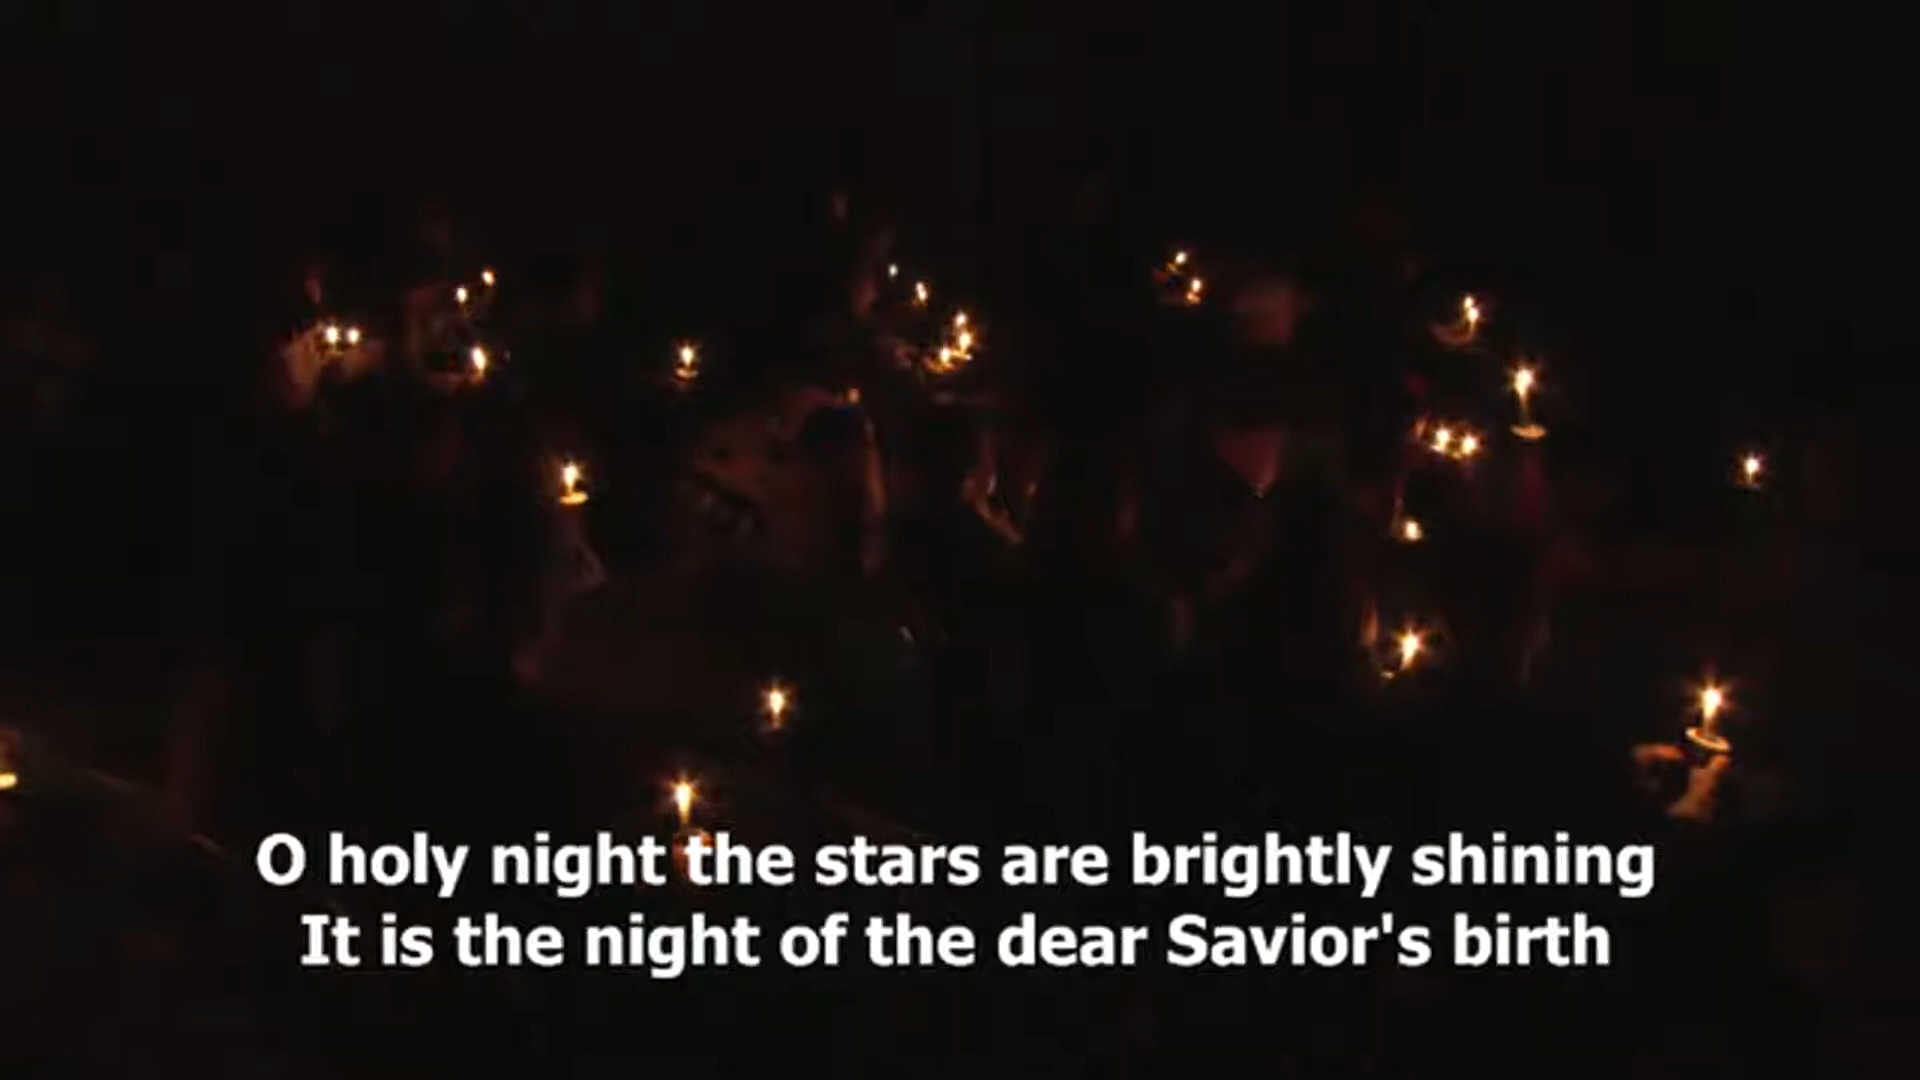 O holy night the stars are brightly shining
It is the night of the dear Savior's birth